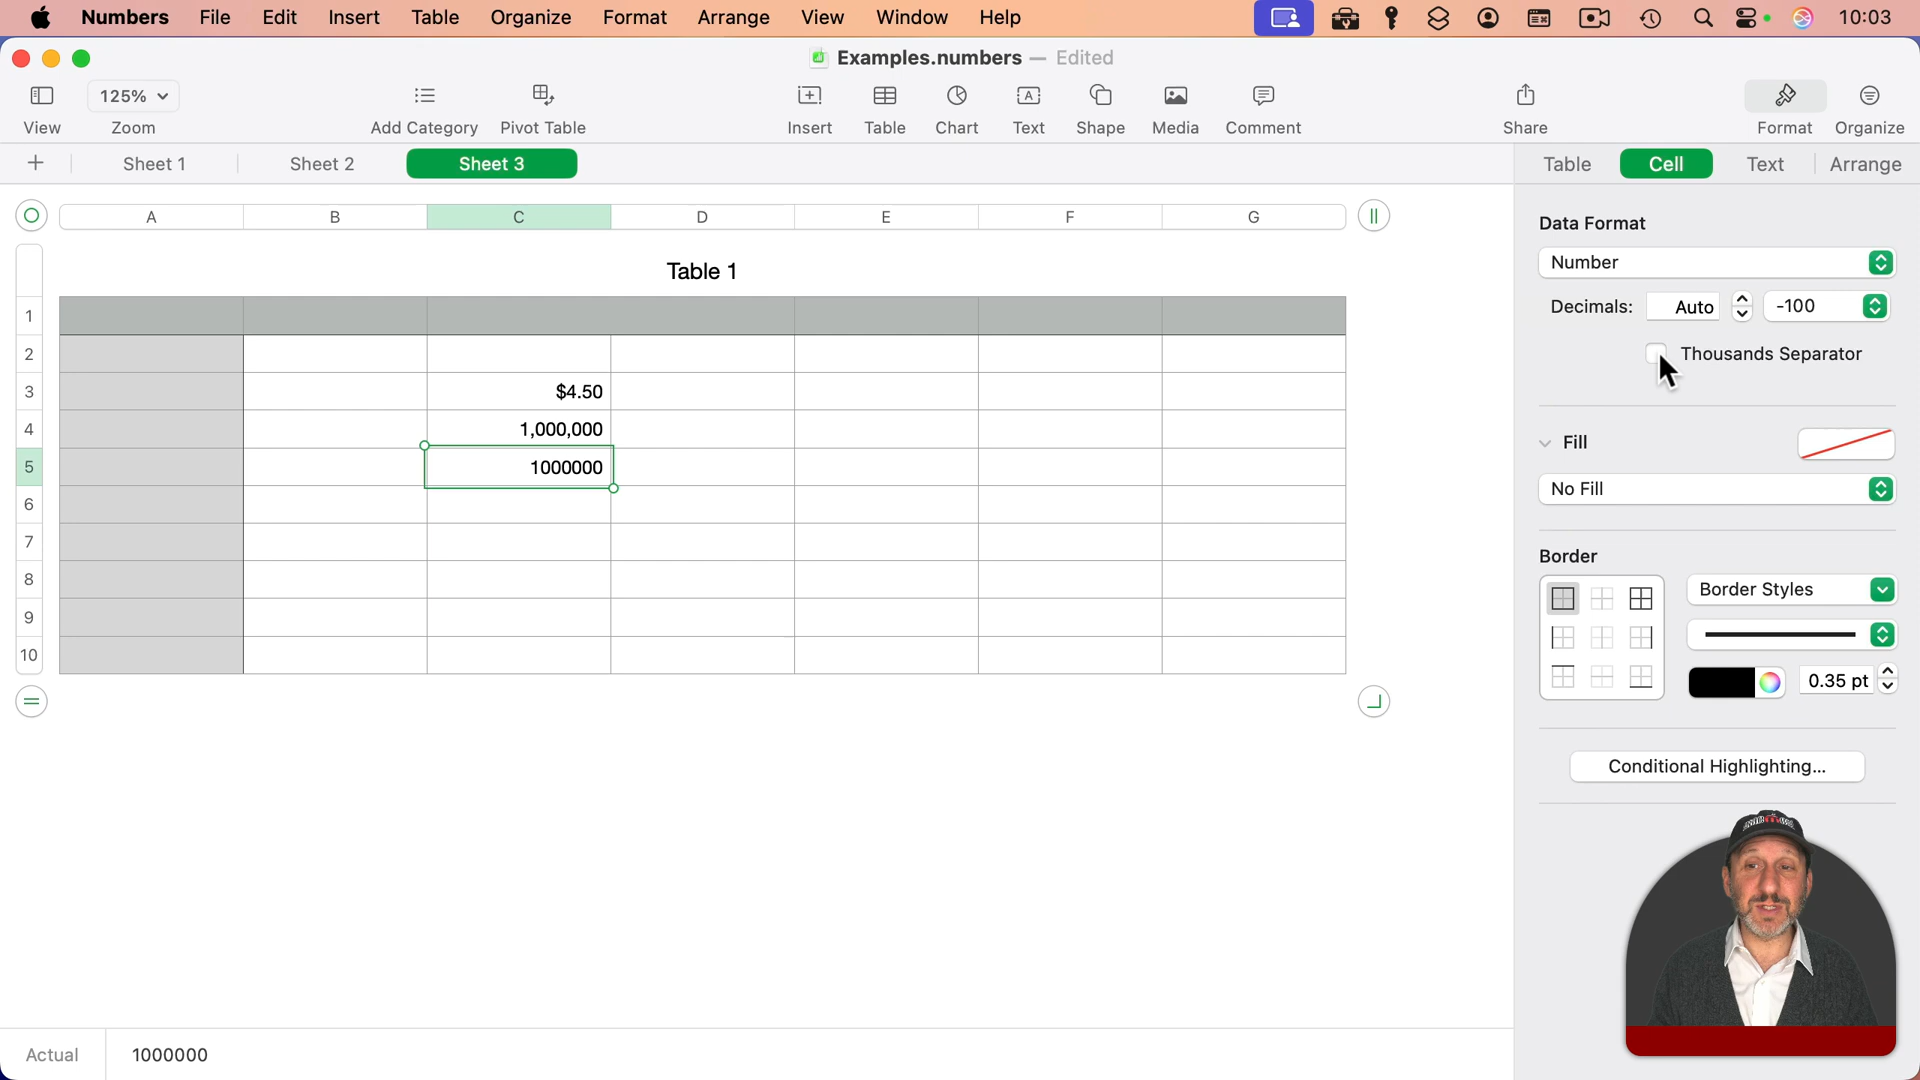 Numbers File Edit Insert Table Organize Format Arrange View Window Help 10:03
Examples.numbers — Edited
125%
View Zoom Add Category Pivot Table Insert Table Chart Text Shape Media Comment Share Format Organize
Sheet 1 Sheet 2 Sheet 3
Table Cell Text Arrange
A B C D E F G
Table 1
1
2
3 $4.50
4 1,000,000
5 1000000
6
7
8
9
10
Data Format
Number
Decimals: Auto -100
Thousands Separator
Fill
No Fill
Border
Border Styles
0.35 pt
Conditional Highlighting...
Actual 1000000